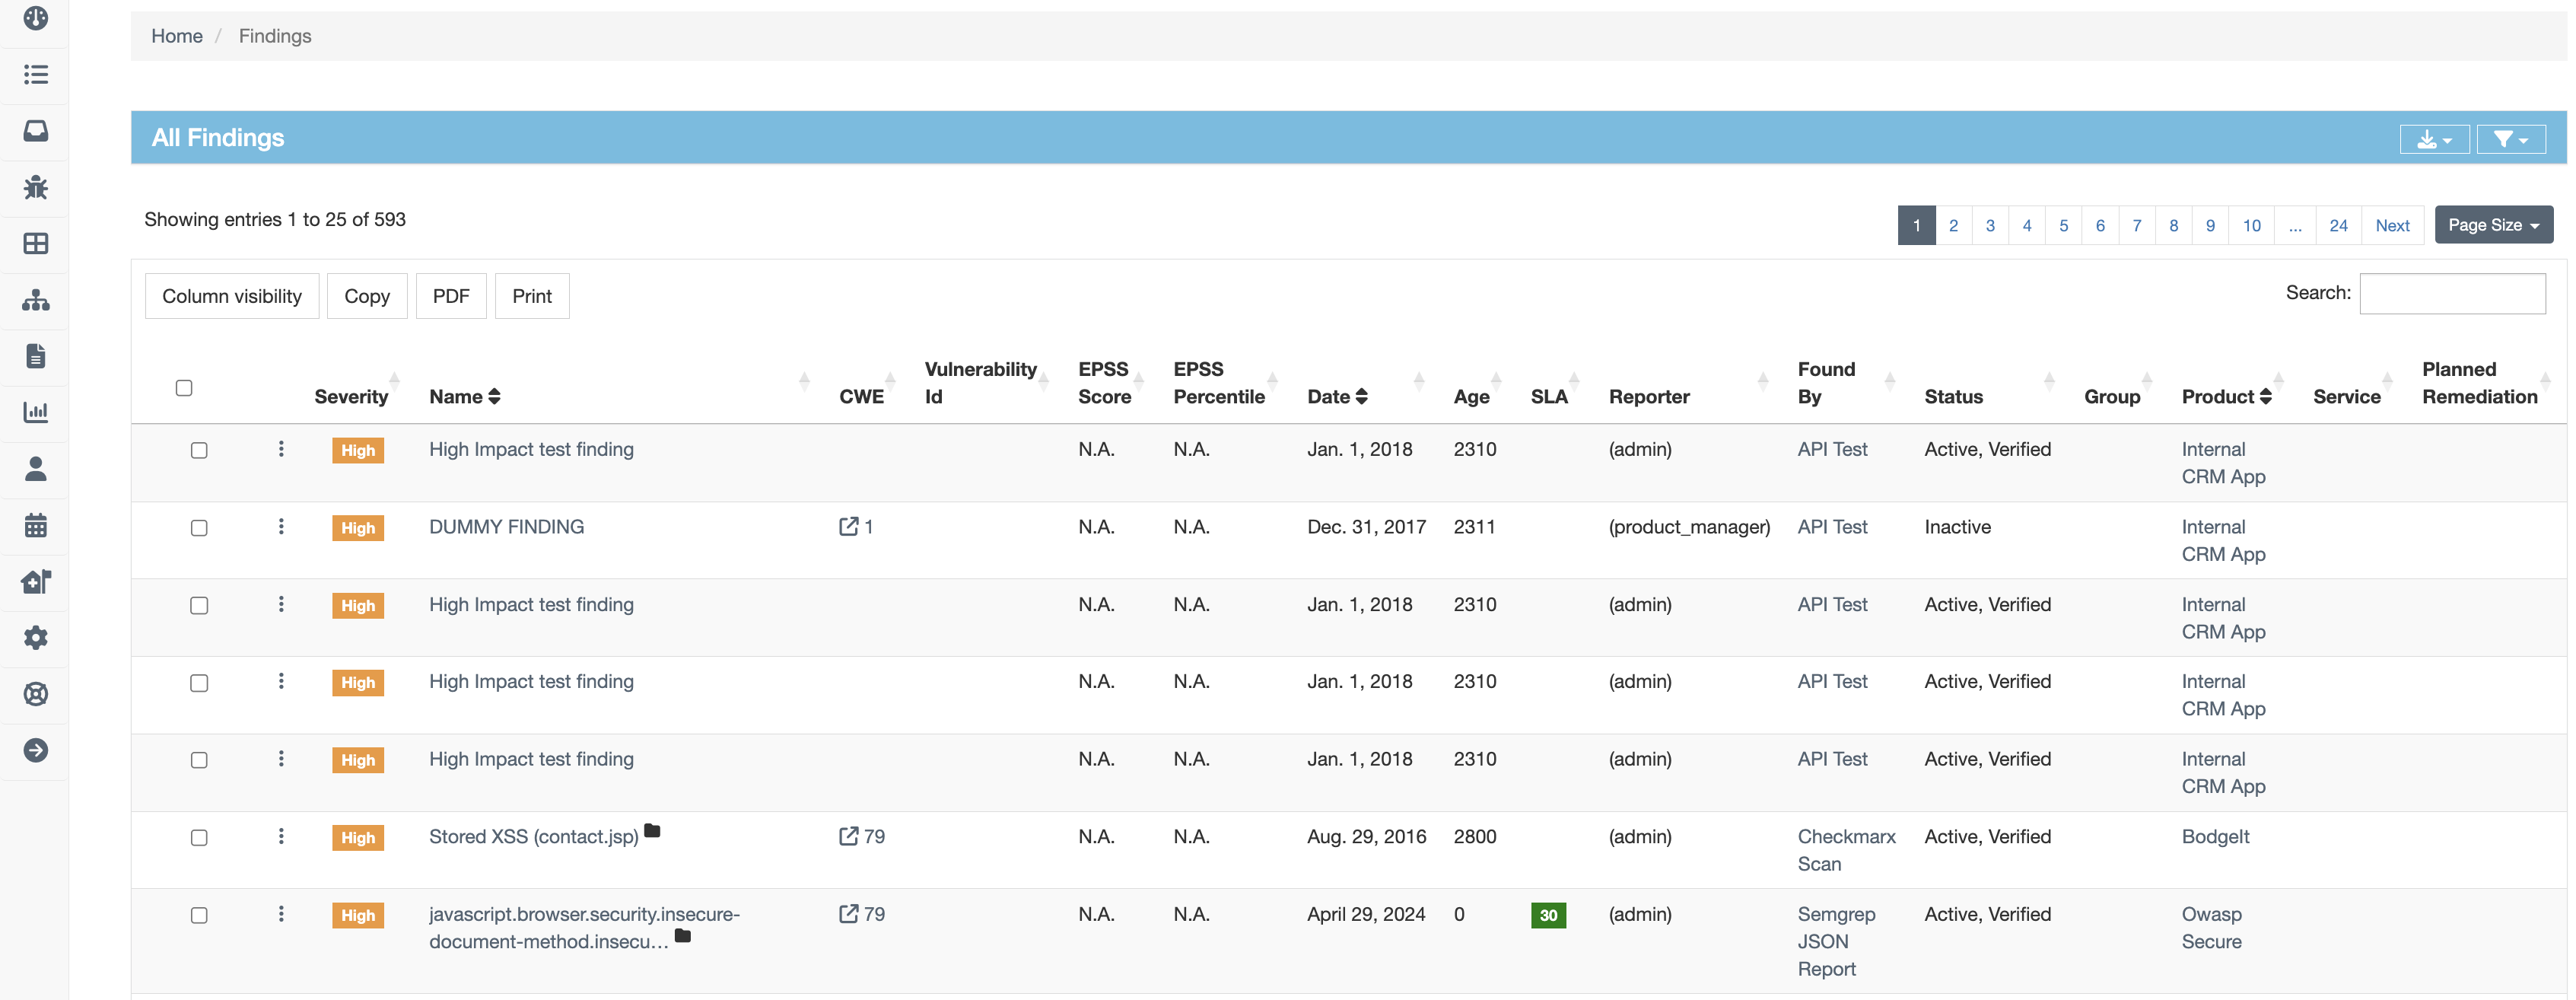 Home / Findings
All Findings
Showing entries 1 to 25 of 593
1 2 3 4 5 6 7 8 9 10 ... 24 Next Page Size
Column visibility Copy PDF Print Search:
Severity Name CWE Vulnerability Id EPSS Score EPSS Percentile Date Age SLA Reporter Found By Status Group Product Service Planned Remediation
High High Impact test finding N.A. N.A. Jan. 1, 2018 2310 (admin) API Test Active, Verified Internal CRM App
High DUMMY FINDING 1 N.A. N.A. Dec. 31, 2017 2311 (product_manager) API Test Inactive Internal CRM App
High High Impact test finding N.A. N.A. Jan. 1, 2018 2310 (admin) API Test Active, Verified Internal CRM App
High High Impact test finding N.A. N.A. Jan. 1, 2018 2310 (admin) API Test Active, Verified Internal CRM App
High High Impact test finding N.A. N.A. Jan. 1, 2018 2310 (admin) API Test Active, Verified Internal CRM App
High Stored XSS (contact.jsp) 79 N.A. N.A. Aug. 29, 2016 2800 (admin) Checkmarx Scan Active, Verified BodgeIt
High javascript.browser.security.insecure-document-method.insecu... 79 N.A. N.A. April 29, 2024 0 30 (admin) Semgrep JSON Report Active, Verified Owasp Secure